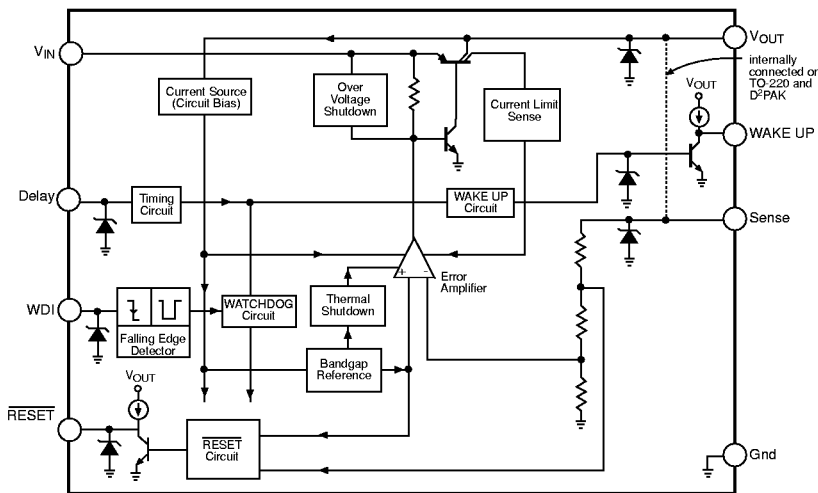 VIN
VOUT
Current Source
(Circuit Bias)
Over
Voltage
Shutdown
Current Limit
Sense
internally
connected on
TO-220 and
D2PAK
VOUT
WAKE UP
Delay
Timing
Circuit
WAKE UP
Circuit
Sense
+
-
Error
Amplifier
WDI
Falling Edge
Detector
WATCHDOG
Circuit
Thermal
Shutdown
Bandgap
Reference
VOUT
RESET
RESET
Circuit
Gnd